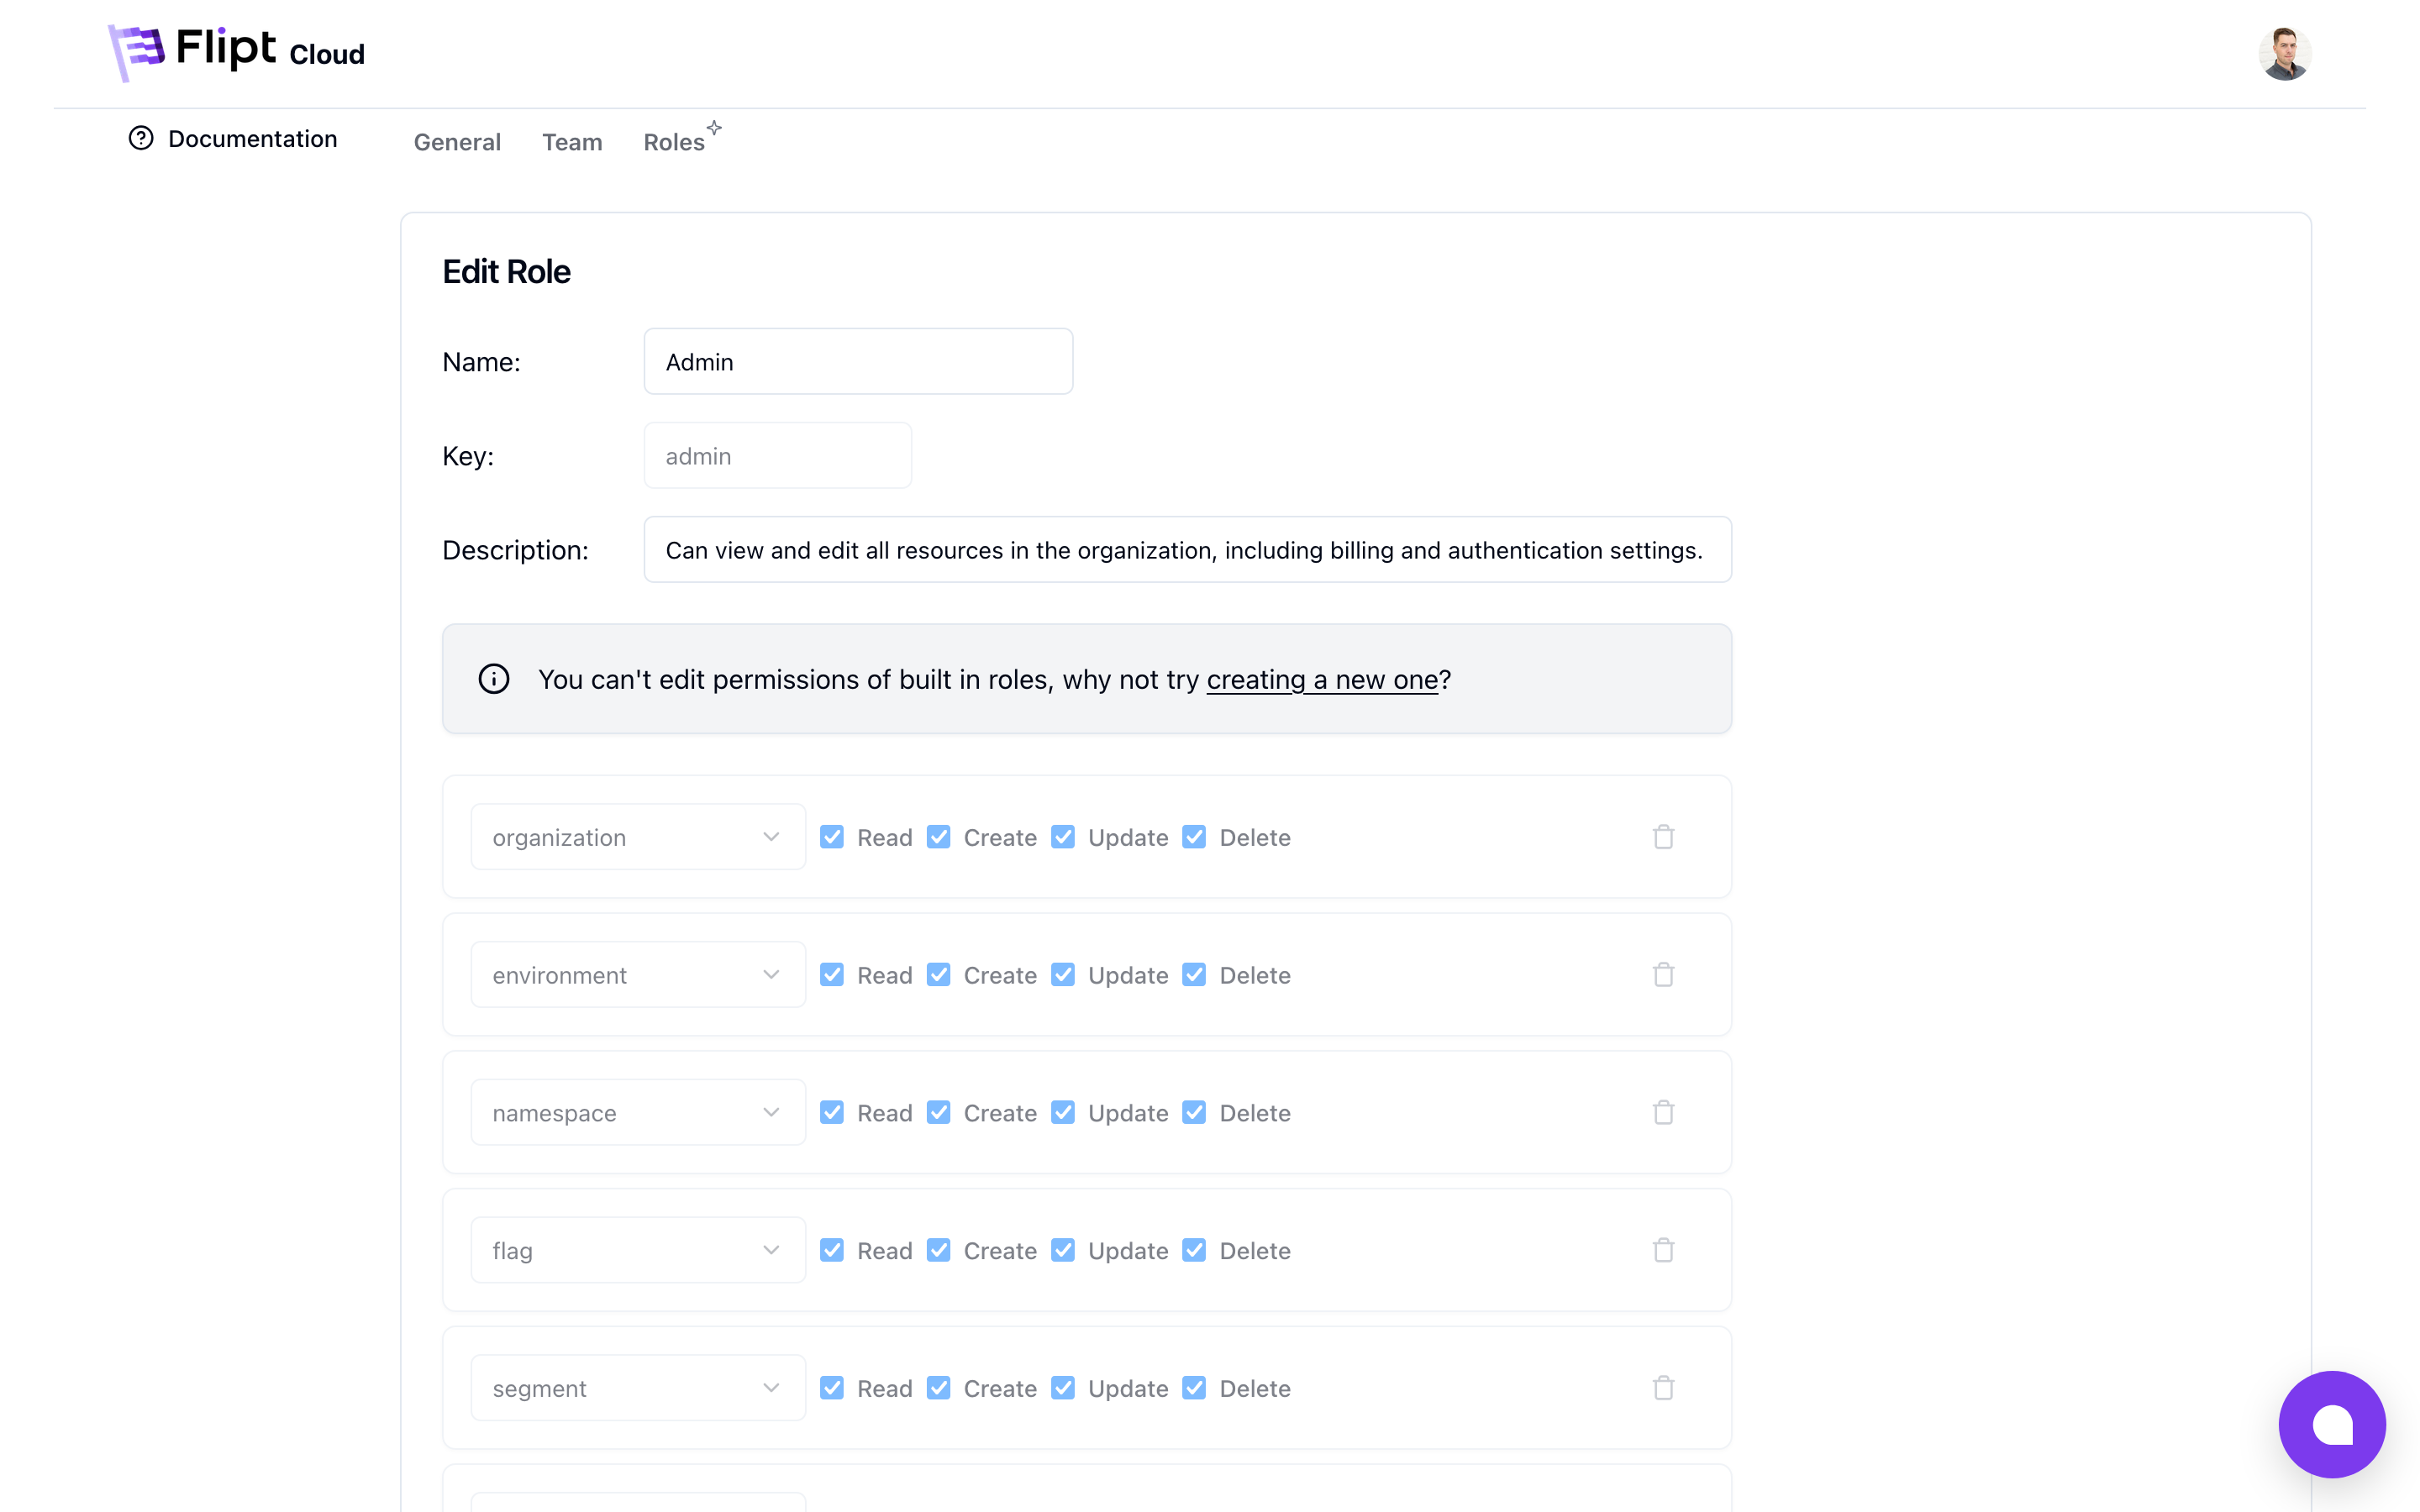 Flipt Cloud
Documentation
General Team Roles
Edit Role
Name: Admin
Key: admin
Description: Can view and edit all resources in the organization, including billing and authentication settings.
You can't edit permissions of built in roles, why not try creating a new one?
organization Read Create Update Delete
environment Read Create Update Delete
namespace Read Create Update Delete
flag Read Create Update Delete
segment Read Create Update Delete